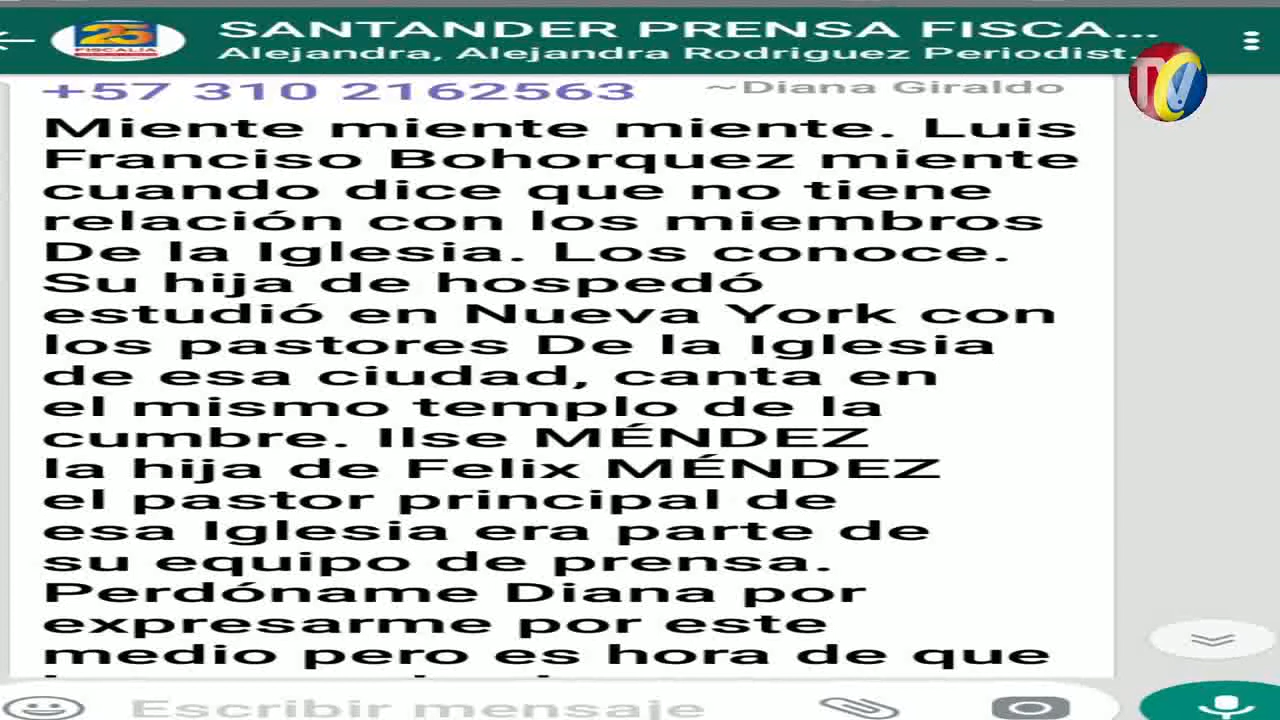 SANTANDER PRENSA FISCA...
Alejandra, Alejandra Rodriguez Periodist...
25
FISCALÍA
TVC
+57 310 2162563 ~Diana Giraldo
Miente miente miente. Luis
Franciso Bohorquez miente
cuando dice que no tiene
relación con los miembros
De la Iglesia. Los conoce.
Su hija de hospedó
estudió en Nueva York con
los pastores De la Iglesia
de esa ciudad, canta en
el mismo templo de la
cumbre. Ilse MÉNDEZ
la hija de Felix MÉNDEZ
el pastor principal de
esa Iglesia era parte de
su equipo de prensa.
Perdóname Diana por
expresarme por este
medio pero es hora de que
Escribir mensaje